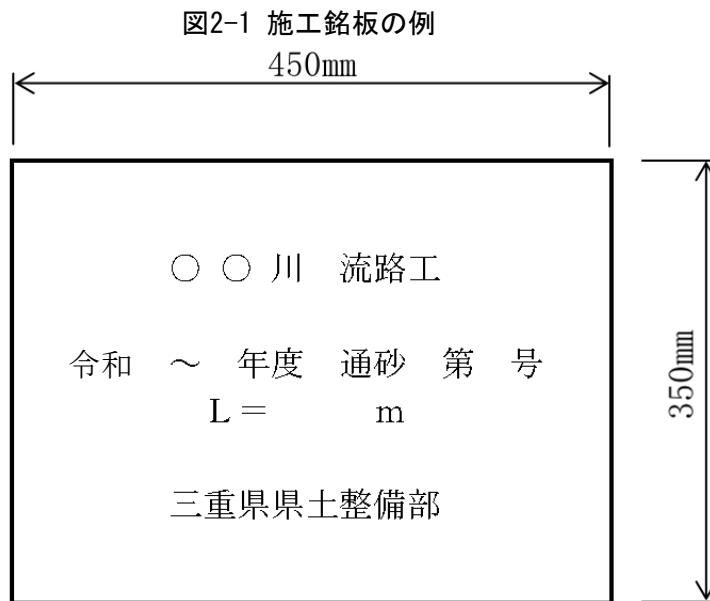 図2-1 施工銘板の例
450mm
○ ○ 川　流路工
令和　～　年度　通砂　第　号
L＝　　　m
三重県県土整備部
350mm